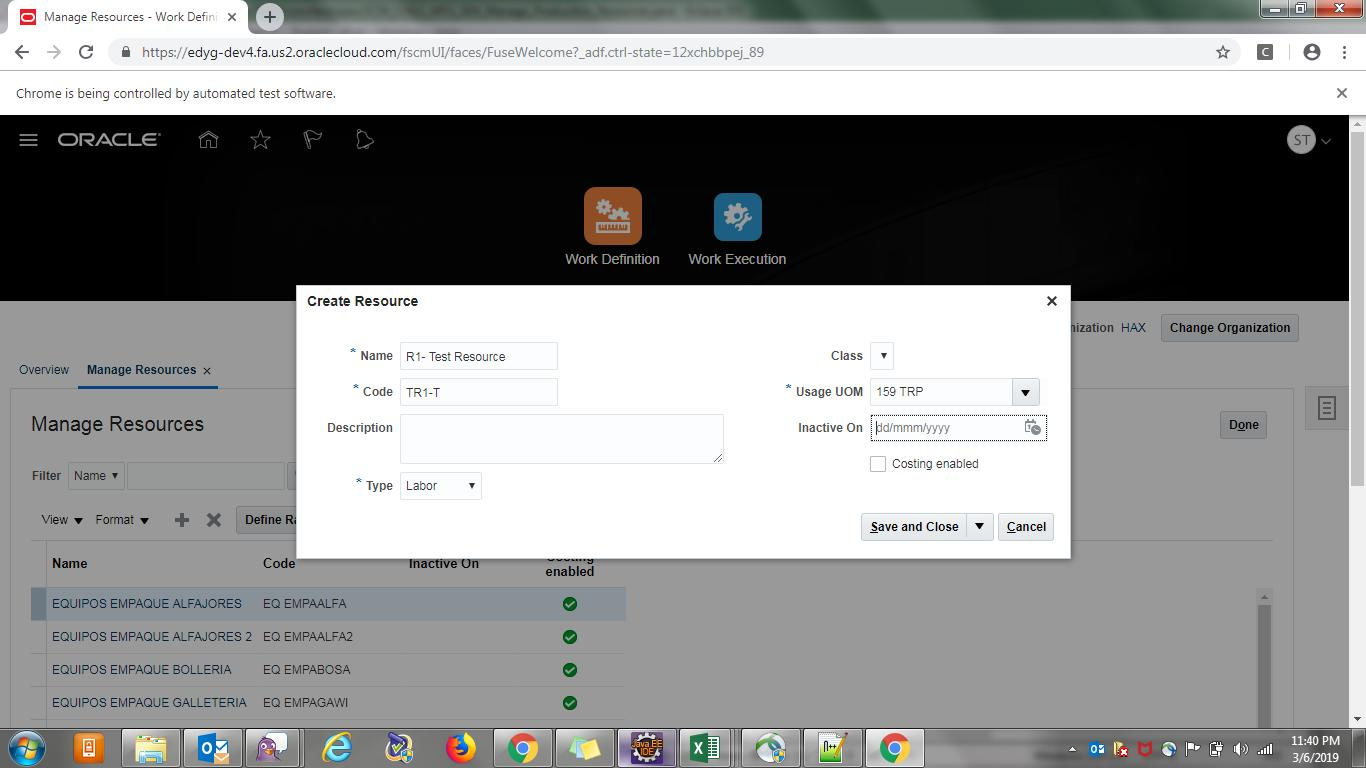 Manage Resources - Work Defini
https://edyg-dev4.fa.us2.oraclecloud.com/fscmUI/faces/FuseWelcome?_adf.ctrl-state=12xchbbpej_89
C
Chrome is being controlled by automated test software.
ORACLE
ST
Work Definition
Work Execution
Create Resource
nization HAX
Change Organization
* Name R1- Test Resource
Class
* Code TR1-T
* Usage UOM 159 TRP
Description
Inactive On dd/mmm/yyyy
Costing enabled
* Type Labor
Save and Close
Cancel
Overview
Manage Resources
Manage Resources
Done
Filter Name
View Format Define Ra
Name Code Inactive On Costing enabled
EQUIPOS EMPAQUE ALFAJORES EQ EMPAALFA
EQUIPOS EMPAQUE ALFAJORES 2 EQ EMPAALFA2
EQUIPOS EMPAQUE BOLLERIA EQ EMPABOSA
EQUIPOS EMPAQUE GALLETERIA EQ EMPAGAWI
Java EE
IDE
11:40 PM
3/6/2019